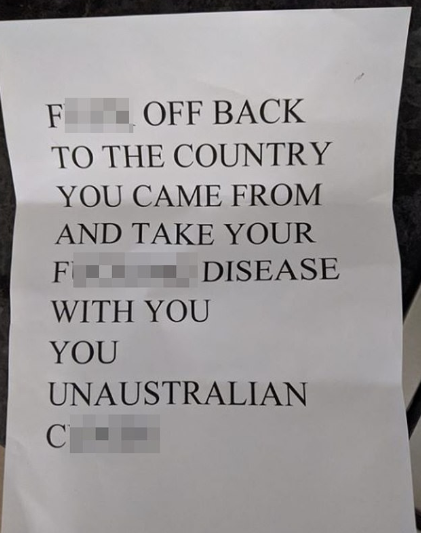 F OFF BACK
TO THE COUNTRY
YOU CAME FROM
AND TAKE YOUR
F DISEASE
WITH YOU
YOU
UNAUSTRALIAN
C